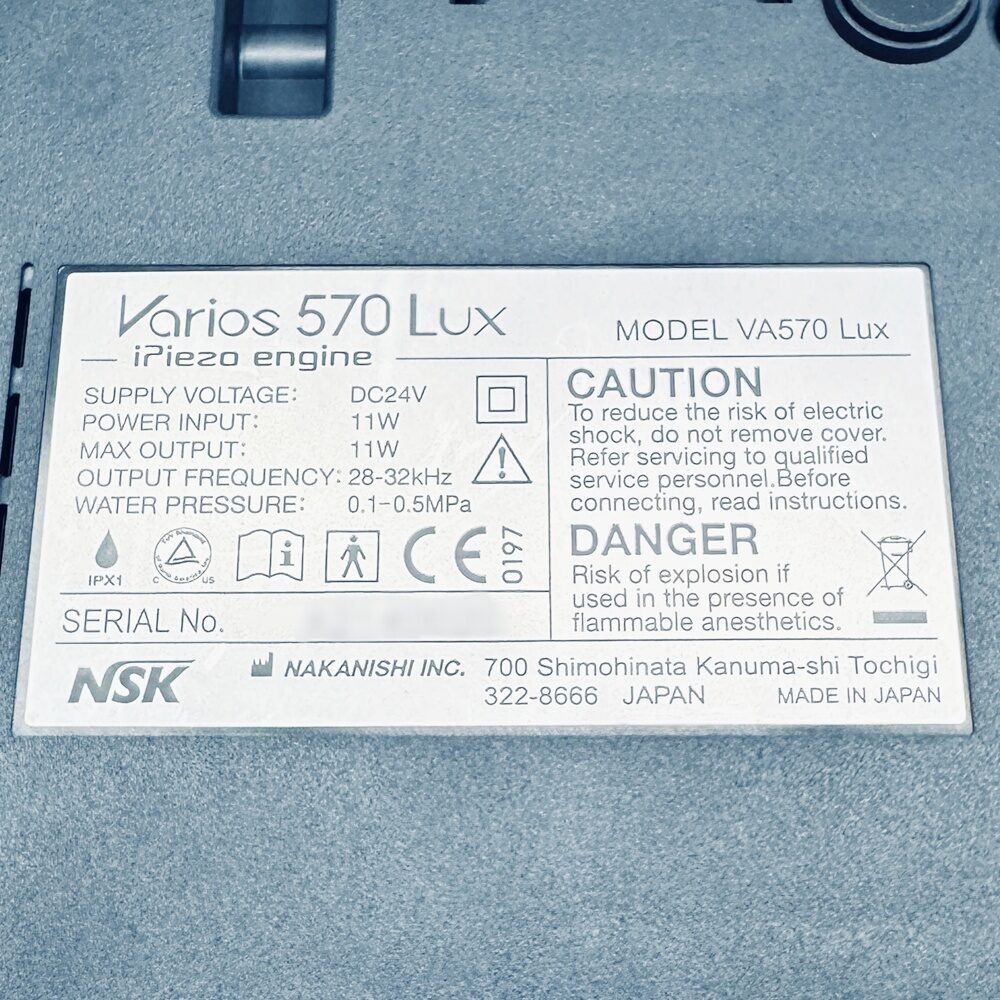 Varios 570 Lux
iPiezo engine
MODEL VA570 Lux
SUPPLY VOLTAGE: DC24V
POWER INPUT: 11W
MAX OUTPUT: 11W
OUTPUT FREQUENCY: 28-32kHz
WATER PRESSURE: 0.1-0.5MPa
IPX1
C US
i
CE 0197
SERIAL No.
CAUTION
To reduce the risk of electric
shock, do not remove cover.
Refer servicing to qualified
service personnel.Before
connecting, read instructions.
DANGER
Risk of explosion if
used in the presence of
flammable anesthetics.
NSK
NAKANISHI INC. 700 Shimohinata Kanuma-shi Tochigi
322-8666 JAPAN MADE IN JAPAN